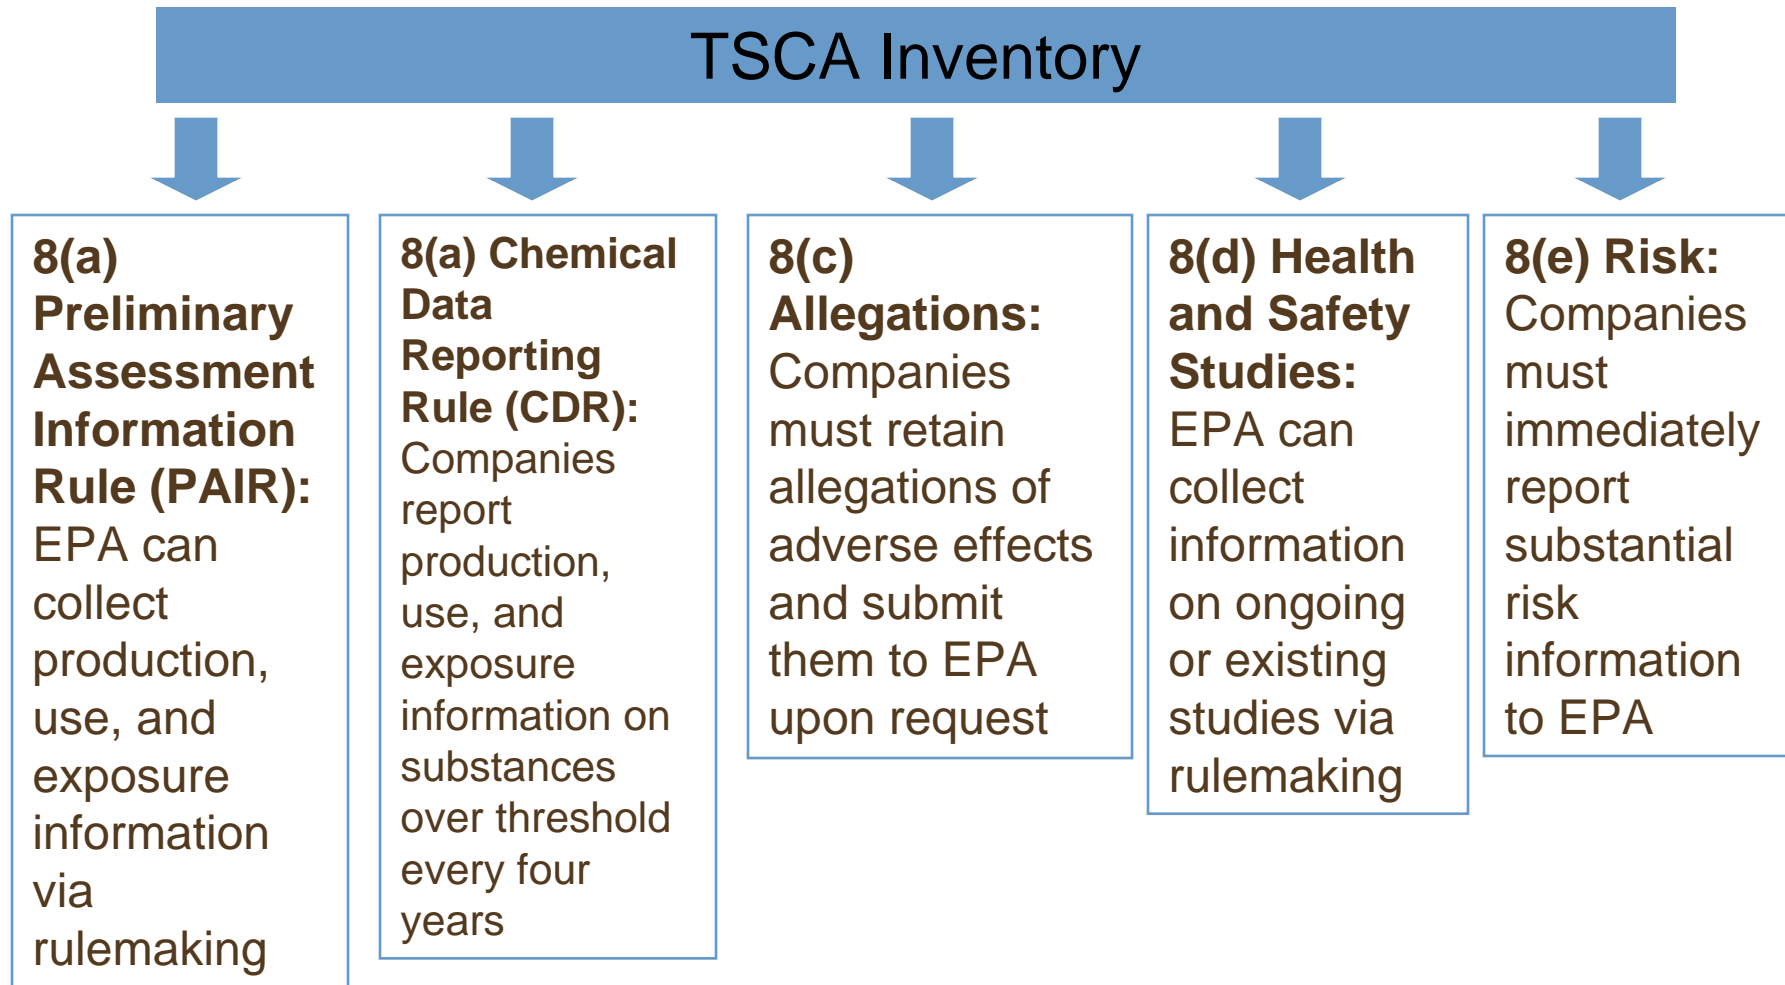 TSCA Inventory
8(a)
Preliminary
Assessment
Information
Rule (PAIR):
EPA can
collect
production,
use, and
exposure
information
via
rulemaking
8(a) Chemical
Data
Reporting
Rule (CDR):
Companies
report
production,
use, and
exposure
information on
substances
over threshold
every four
years
8(c)
Allegations:
Companies
must retain
allegations of
adverse effects
and submit
them to EPA
upon request
8(d) Health
and Safety
Studies:
EPA can
collect
information
on ongoing
or existing
studies via
rulemaking
8(e) Risk:
Companies
must
immediately
report
substantial
risk
information
to EPA